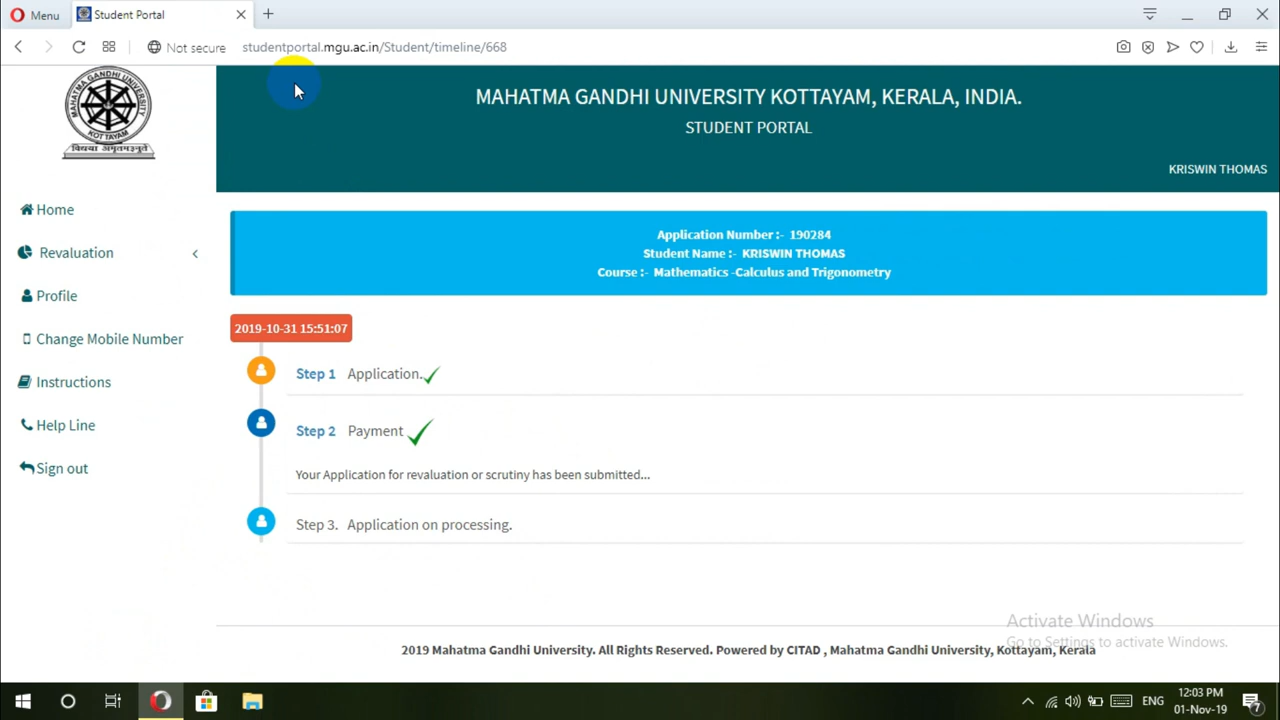 Menu
Student Portal
Not secure
studentportal.mgu.ac.in/Student/timeline/668
MAHATMA GANDHI UNIVERSITY
KOTTAYAM
MAHATMA GANDHI UNIVERSITY KOTTAYAM, KERALA, INDIA.
STUDENT PORTAL
KRISWIN THOMAS
Home
Revaluation
Profile
Change Mobile Number
Instructions
Help Line
Sign out
Application Number :- 190284
Student Name :- KRISWIN THOMAS
Course :- Mathematics -Calculus and Trigonometry
2019-10-31 15:51:07
Step 1 Application.
Step 2 Payment
Your Application for revaluation or scrutiny has been submitted...
Step 3. Application on processing.
Activate Windows
Go to Settings to activate Windows.
2019 Mahatma Gandhi University. All Rights Reserved. Powered by CITAD , Mahatma Gandhi University, Kottayam, Kerala
ENG
12:03 PM
01-Nov-19
7